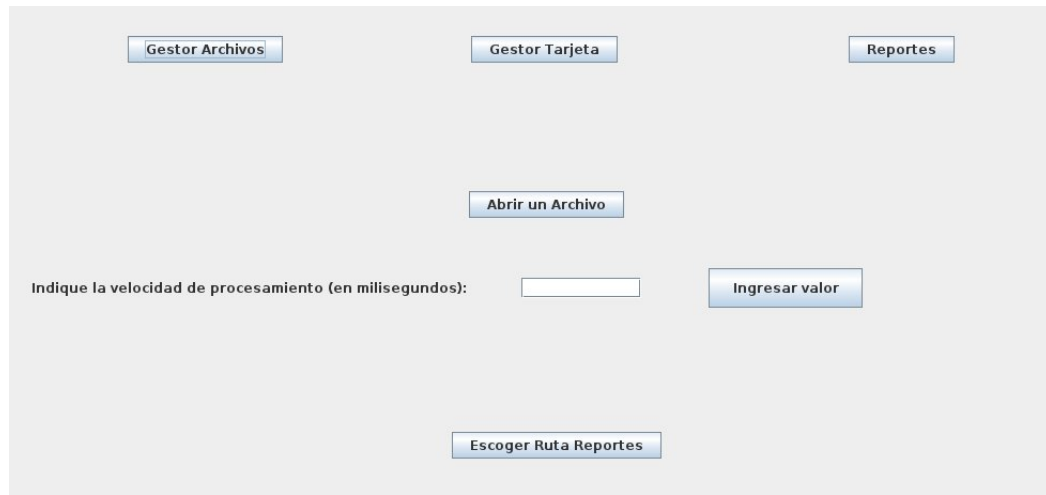 Gestor Archivos
Gestor Tarjeta
Reportes
Abrir un Archivo
Indique la velocidad de procesamiento (en milisegundos):
Ingresar valor
Escoger Ruta Reportes